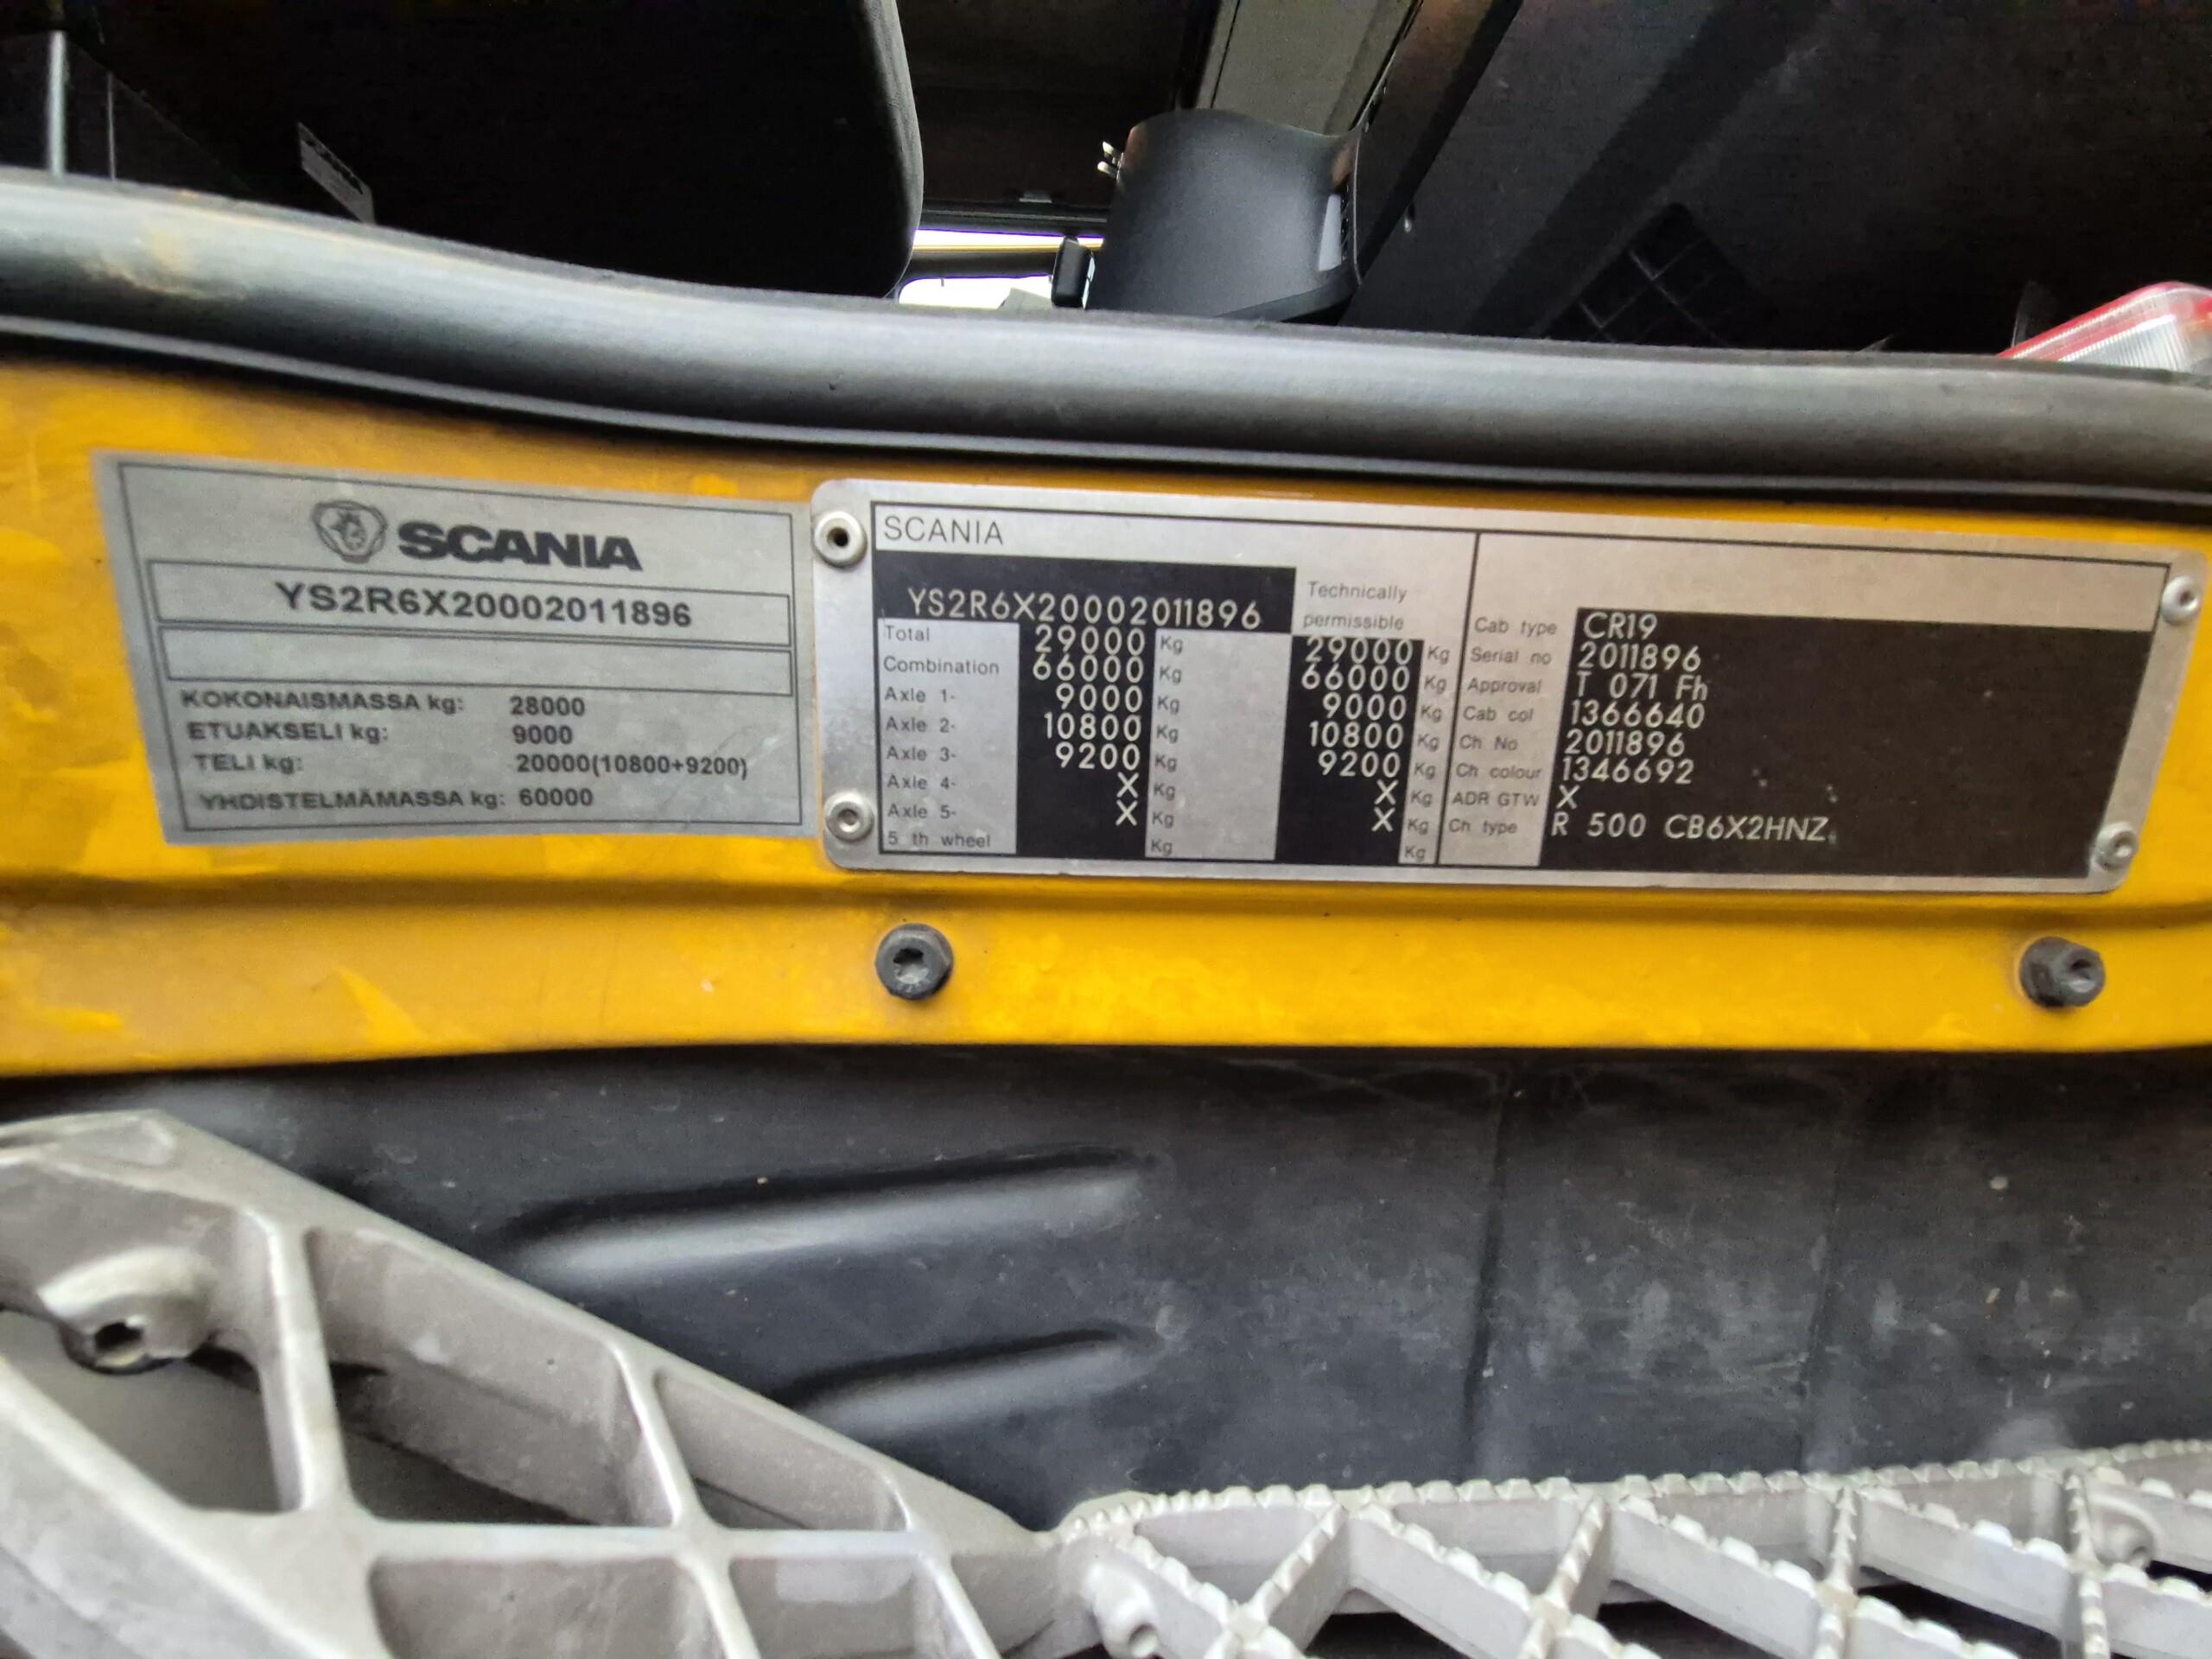 SCANIA
YS2R6X20002011896
KOKONAISMASSA kg: 28000
ETUAKSELI kg: 9000
TELI kg: 20000(10800+9200)
YHDISTELMÄMASSA kg: 60000
SCANIA
YS2R6X20002011896 Technically permissible
Total 29000 Kg 29000 Kg
Combination 66000 Kg 66000 Kg
Axle 1- 9000 Kg 9000 Kg
Axle 2- 10800 Kg 10800 Kg
Axle 3- 9200 Kg 9200 Kg
Axle 4- X Kg X Kg
Axle 5- X Kg X Kg
5 th wheel Kg Kg
Cab type CR19
Serial no 2011896
Approval T 071 Fh
Cab col 1366640
Ch No 2011896
Ch colour 1346692
ADR GTW X
Ch type R 500 CB6X2HNZ